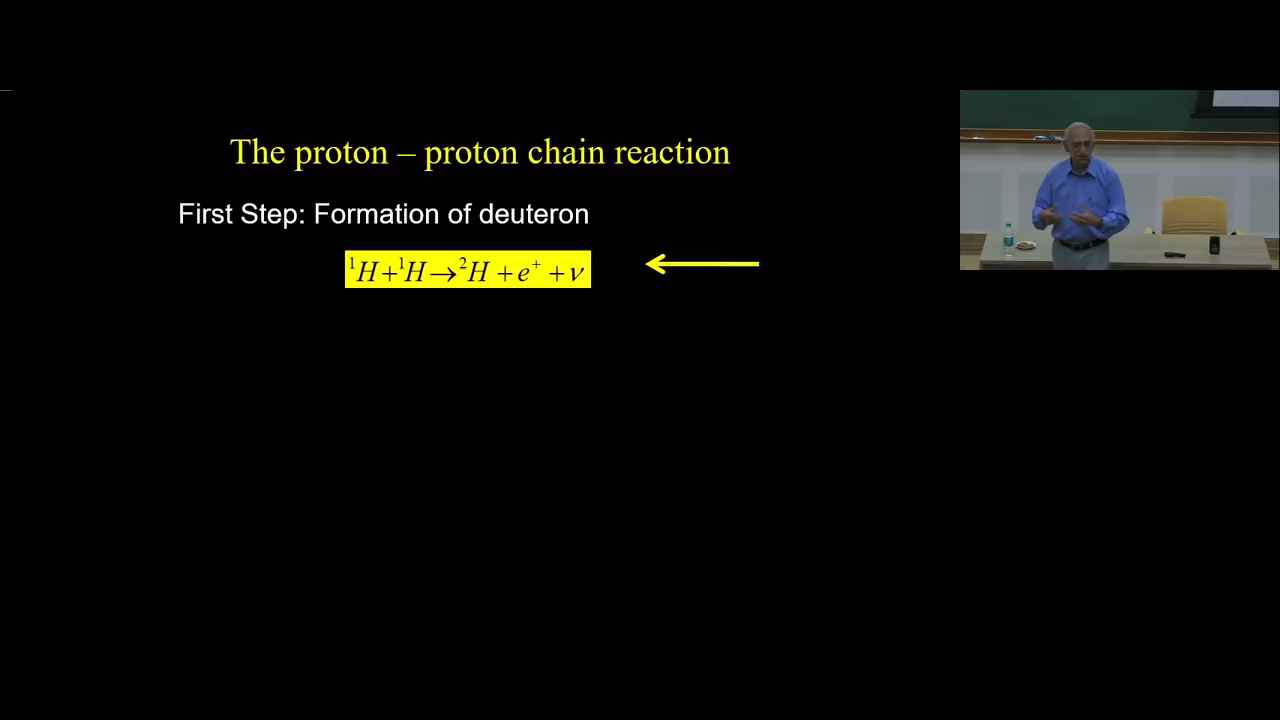 The proton – proton chain reaction
First Step: Formation of deuteron
¹H+¹H→²H+e⁺+ν